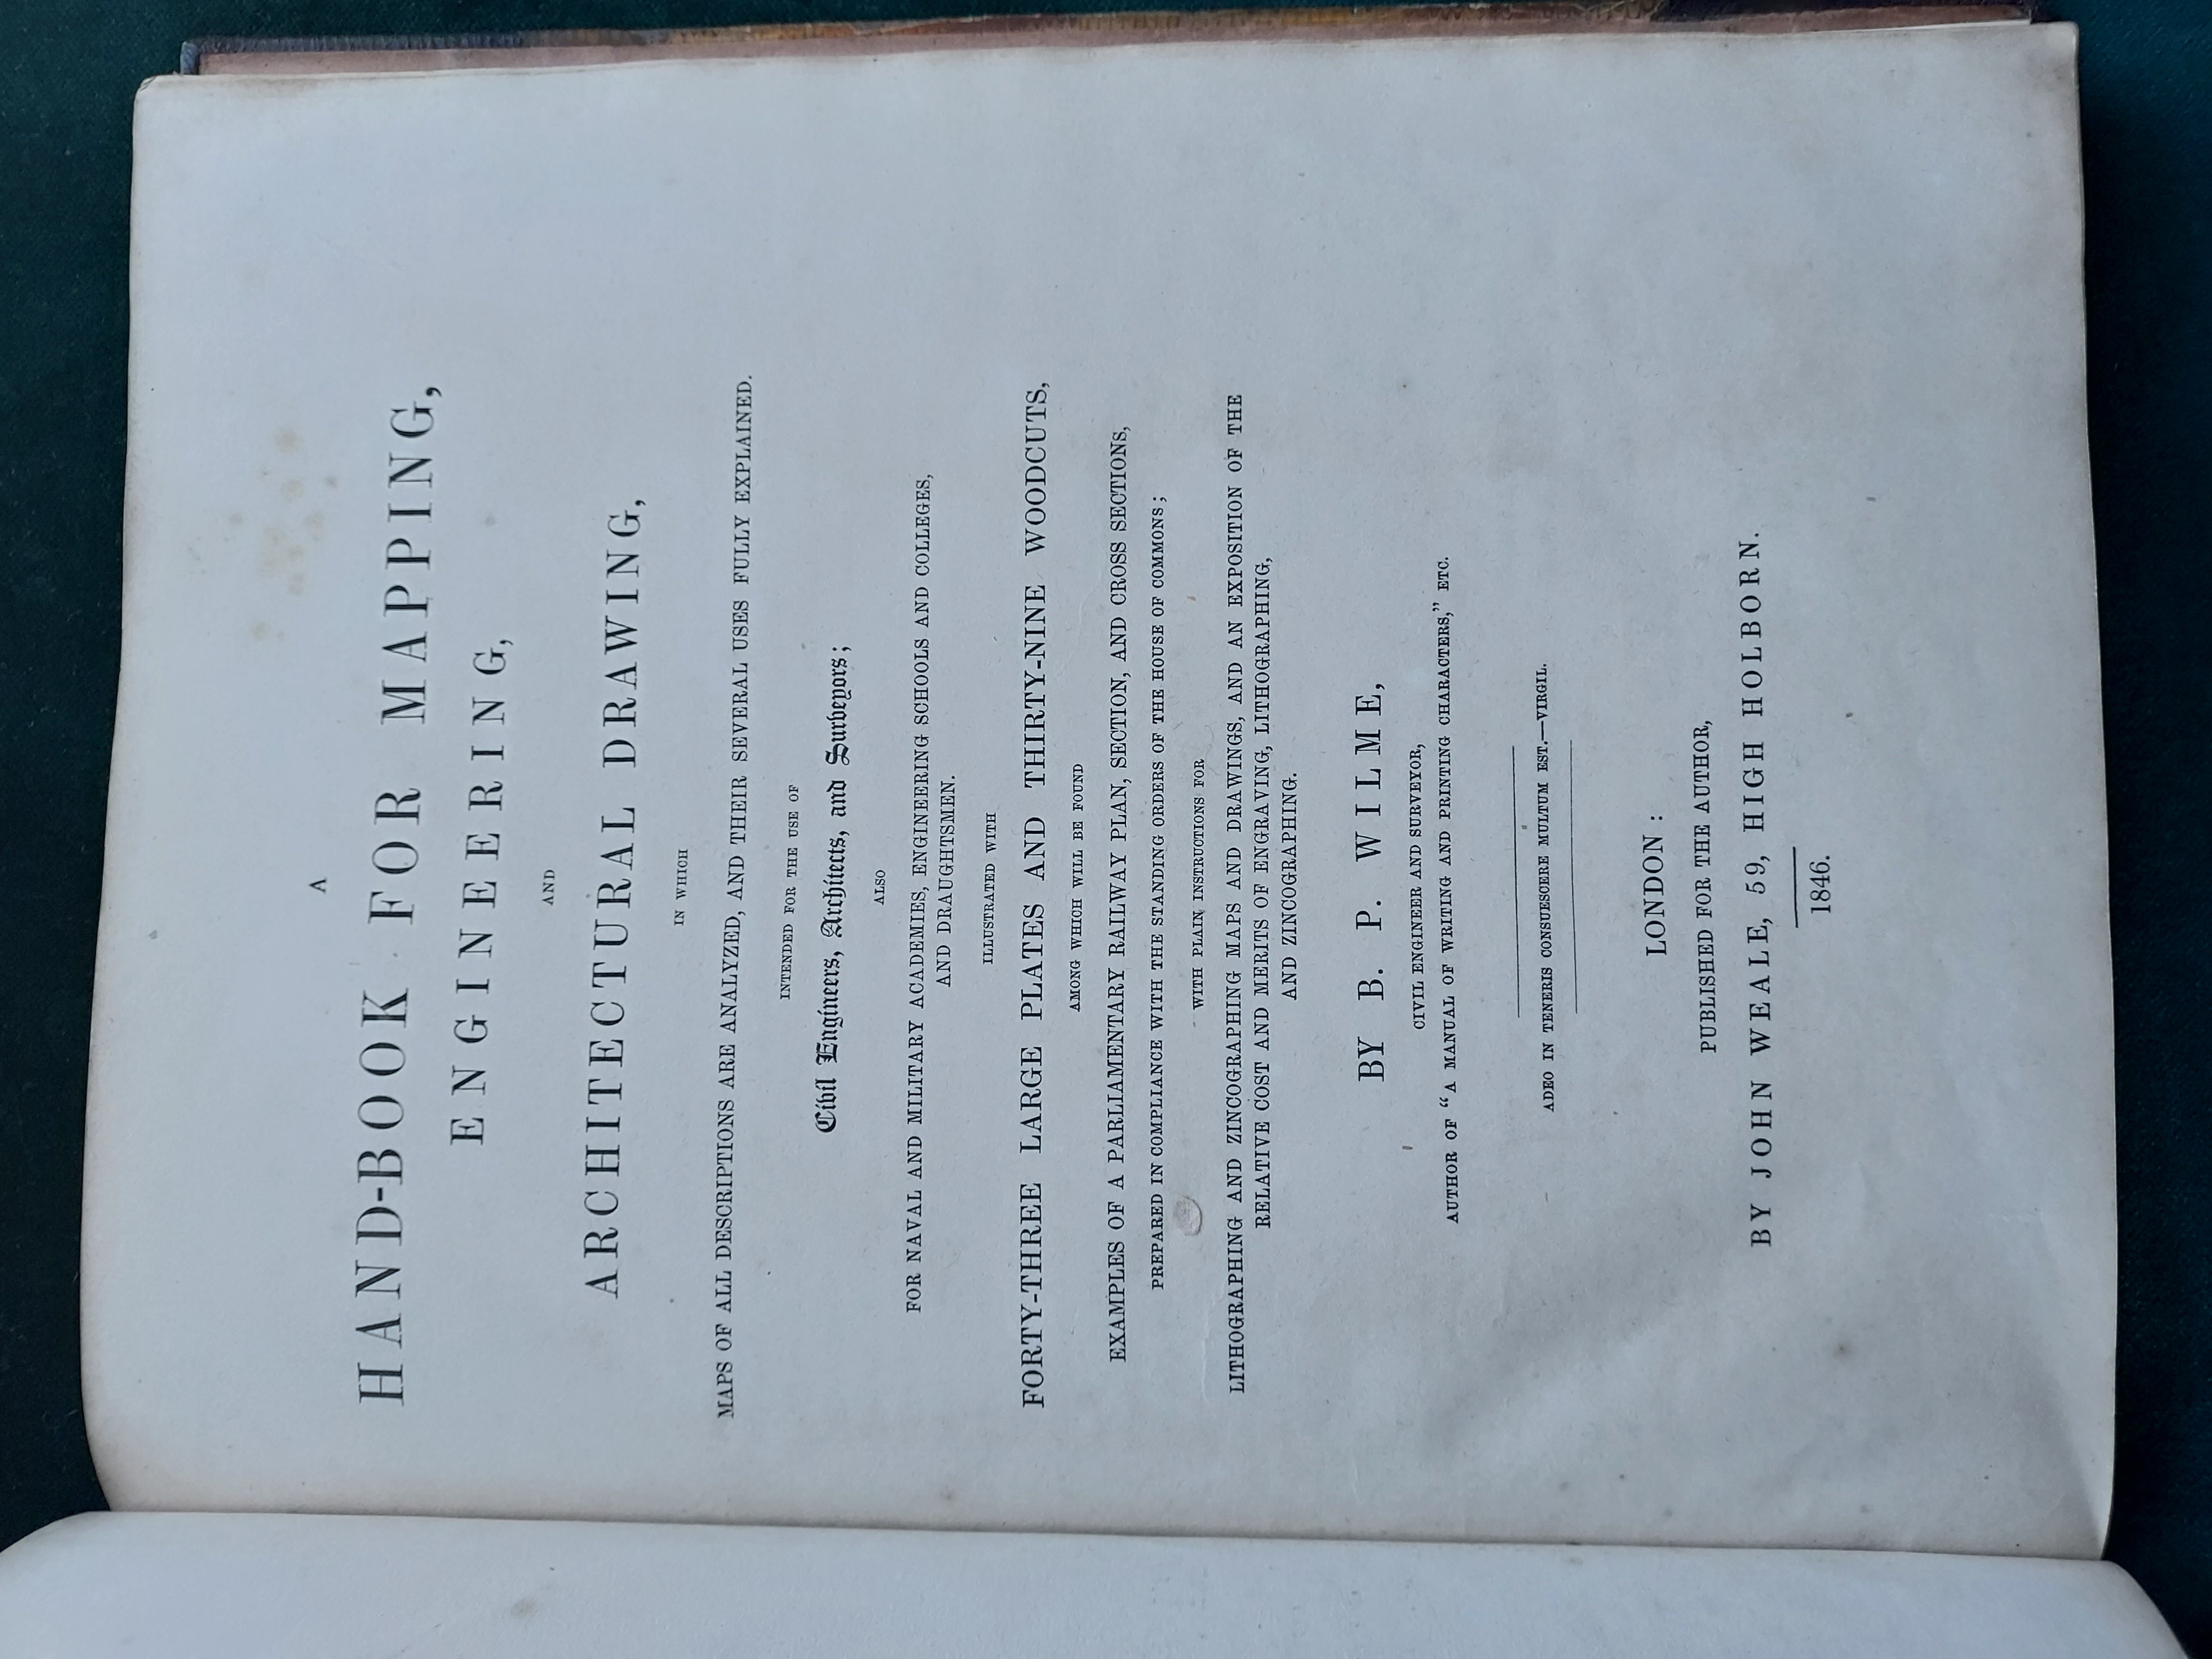 A
HAND-BOOK FOR MAPPING,
ENGINEERING,
AND
ARCHITECTURAL DRAWING,
IN WHICH
MAPS OF ALL DESCRIPTIONS ARE ANALYZED, AND THEIR SEVERAL USES FULLY EXPLAINED.
INTENDED FOR THE USE OF
Civil Engineers, Architects, and Surveyors;
ALSO
FOR NAVAL AND MILITARY ACADEMIES, ENGINEERING SCHOOLS AND COLLEGES,
AND DRAUGHTSMEN.
ILLUSTRATED WITH
FORTY-THREE LARGE PLATES AND THIRTY-NINE WOODCUTS,
AMONG WHICH WILL BE FOUND
EXAMPLES OF A PARLIAMENTARY RAILWAY PLAN, SECTION, AND CROSS SECTIONS,
PREPARED IN COMPLIANCE WITH THE STANDING ORDERS OF THE HOUSE OF COMMONS;
WITH PLAIN INSTRUCTIONS FOR
LITHOGRAPHING AND ZINCOGRAPHING MAPS AND DRAWINGS, AND AN EXPOSITION OF THE
RELATIVE COST AND MERITS OF ENGRAVING, LITHOGRAPHING,
AND ZINCOGRAPHING.
BY B. P. WILME,
CIVIL ENGINEER AND SURVEYOR,
AUTHOR OF "A MANUAL OF WRITING AND PRINTING CHARACTERS," ETC.
ADEO IN TENERIS CONSUESCERE MULTUM EST.—VIRGIL.
LONDON:
PUBLISHED FOR THE AUTHOR,
BY JOHN WEALE, 59, HIGH HOLBORN.
1846.